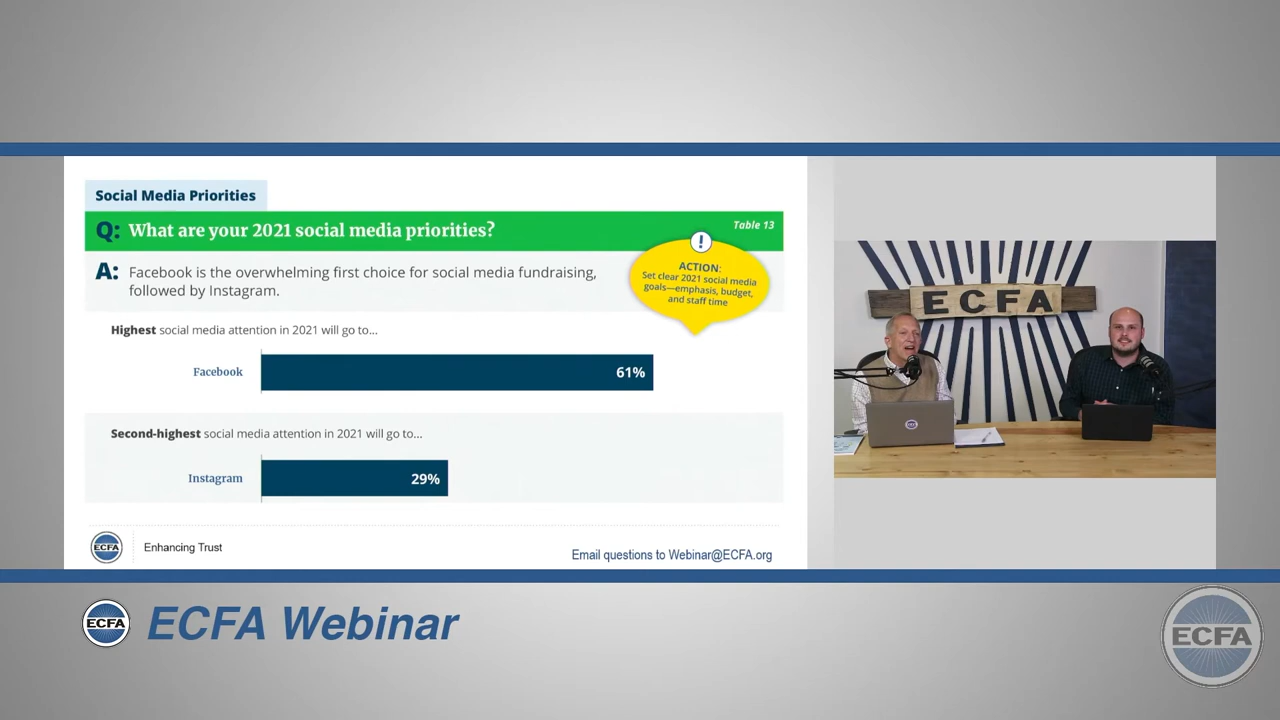 Social Media Priorities
Q: What are your 2021 social media priorities?
Table 13
A: Facebook is the overwhelming first choice for social media fundraising,
followed by Instagram.
!
ACTION:
Set clear 2021 social media
goals—emphasis, budget,
and staff time
Highest social media attention in 2021 will go to...
Facebook
61%
Second-highest social media attention in 2021 will go to...
Instagram
29%
ECFA
Enhancing Trust
Email questions to Webinar@ECFA.org
ECFA
ECFA
ECFA Webinar
ECFA